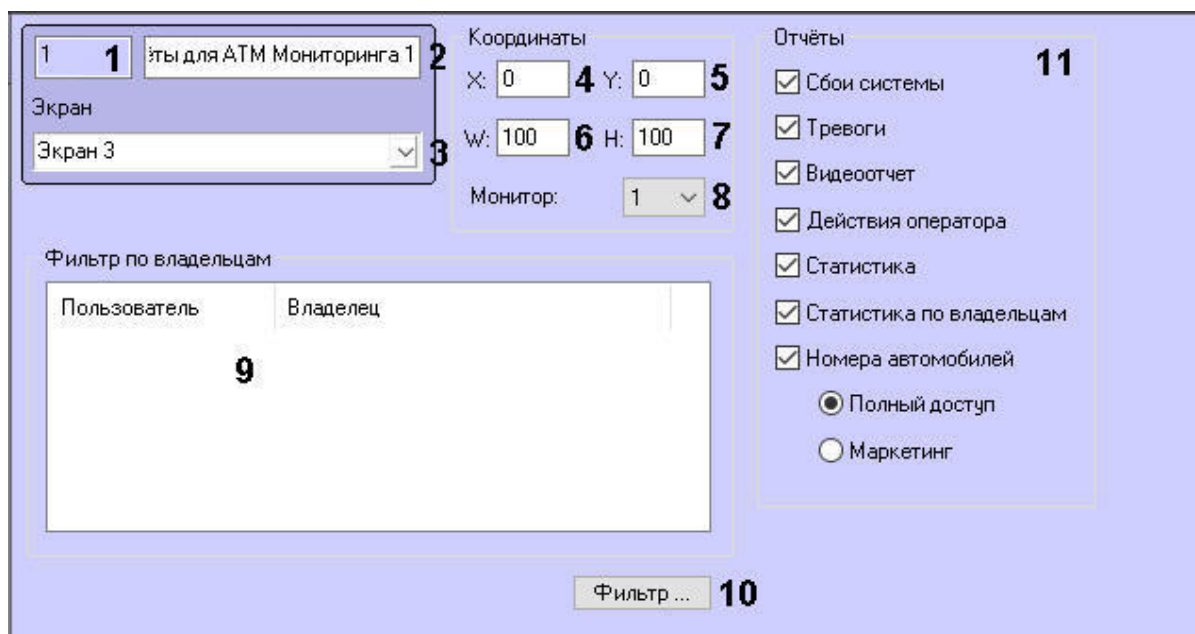 1 1 ты для АТМ Мониторинга 1 2
Экран
Экран 3 3
Координаты
X: 0 4 Y: 0 5
W: 100 6 H: 100 7
Монитор: 1 8
Отчёты 11
Сбои системы
Тревоги
Видеоотчет
Действия оператора
Статистика
Статистика по владельцам
Номера автомобилей
Полный доступ
Маркетинг
Фильтр по владельцам
Пользователь Владелец
9
Фильтр ... 10